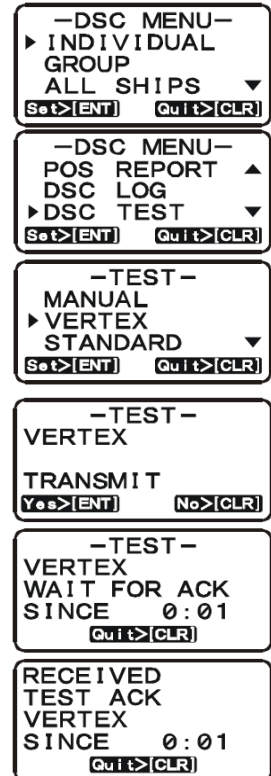 —DSC MENU—
▶ INDIVIDUAL
GROUP
ALL SHIPS ▼
Set>[ENT] Quit>[CLR]
—DSC MENU—
POS REPORT ▲
DSC LOG
▶DSC TEST ▼
Set>[ENT] Quit>[CLR]
—TEST—
MANUAL
▶VERTEX
STANDARD ▼
Set>[ENT] Quit>[CLR]
—TEST—
VERTEX
TRANSMIT
Yes>[ENT] No>[CLR]
—TEST—
VERTEX
WAIT FOR ACK
SINCE 0:01
Quit>[CLR]
RECEIVED
TEST ACK
VERTEX
SINCE 0:01
Quit>[CLR]